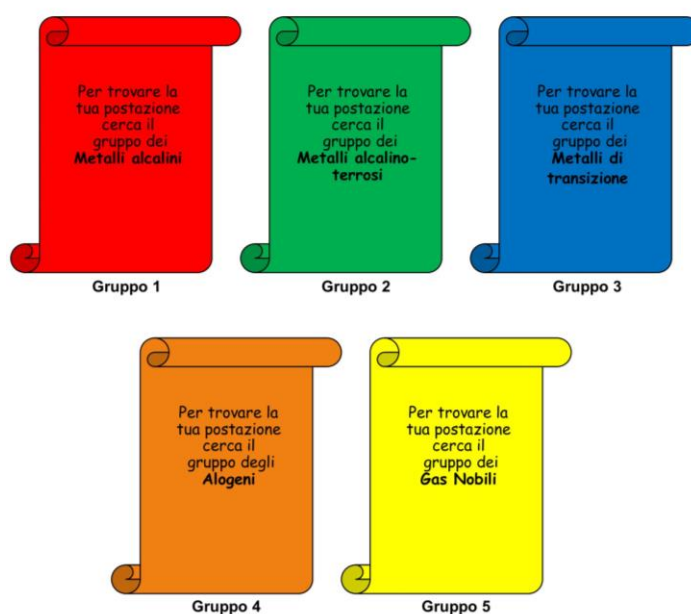 Per trovare la
tua postazione
cerca il
gruppo dei
Metalli alcalini
Gruppo 1
Per trovare la
tua postazione
cerca il
gruppo dei
Metalli alcalino-
terrosi
Gruppo 2
Per trovare la
tua postazione
cerca il
gruppo dei
Metalli di
transizione
Gruppo 3
Per trovare la
tua postazione
cerca il
gruppo degli
Alogeni
Gruppo 4
Per trovare la
tua postazione
cerca il
gruppo dei
Gas Nobili
Gruppo 5